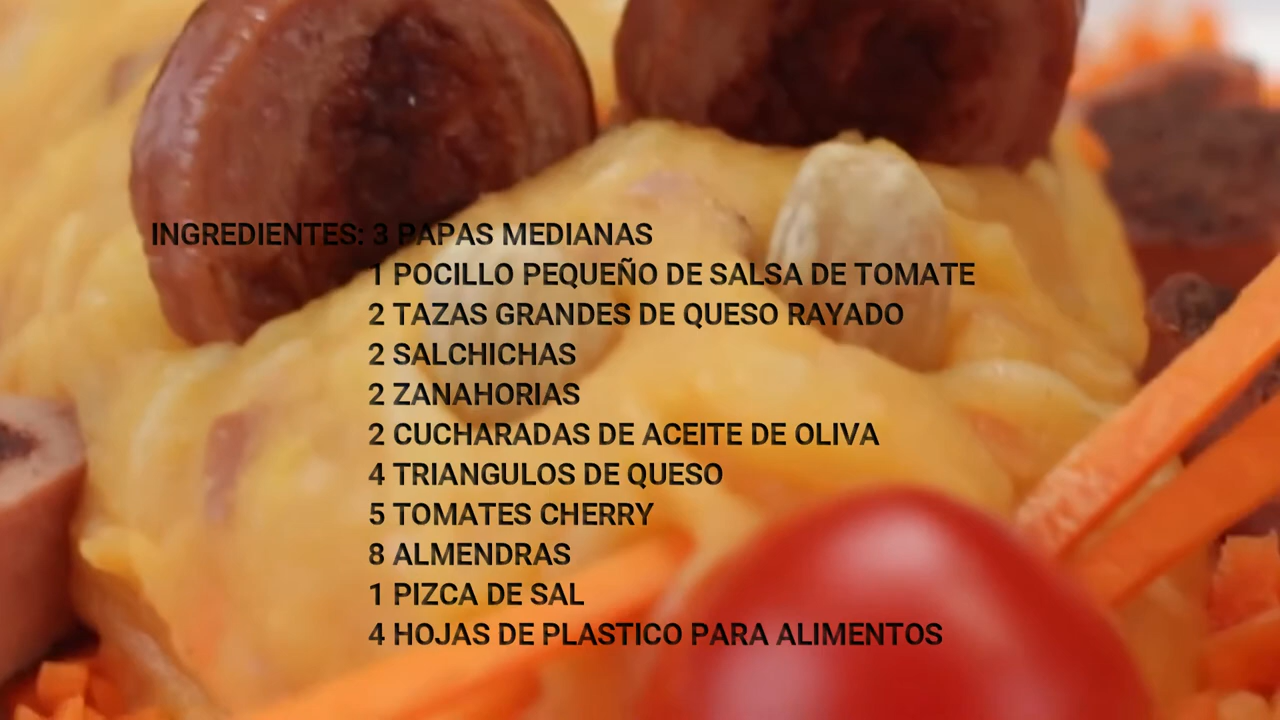 INGREDIENTES: 3 PAPAS MEDIANAS
1 POCILLO PEQUEÑO DE SALSA DE TOMATE
2 TAZAS GRANDES DE QUESO RAYADO
2 SALCHICHAS
2 ZANAHORIAS
2 CUCHARADAS DE ACEITE DE OLIVA
4 TRIANGULOS DE QUESO
5 TOMATES CHERRY
8 ALMENDRAS
1 PIZCA DE SAL
4 HOJAS DE PLASTICO PARA ALIMENTOS